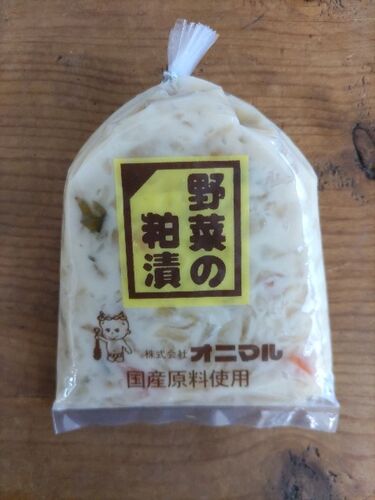 野菜の
粕漬
株式会社 オニマル
国産原料使用